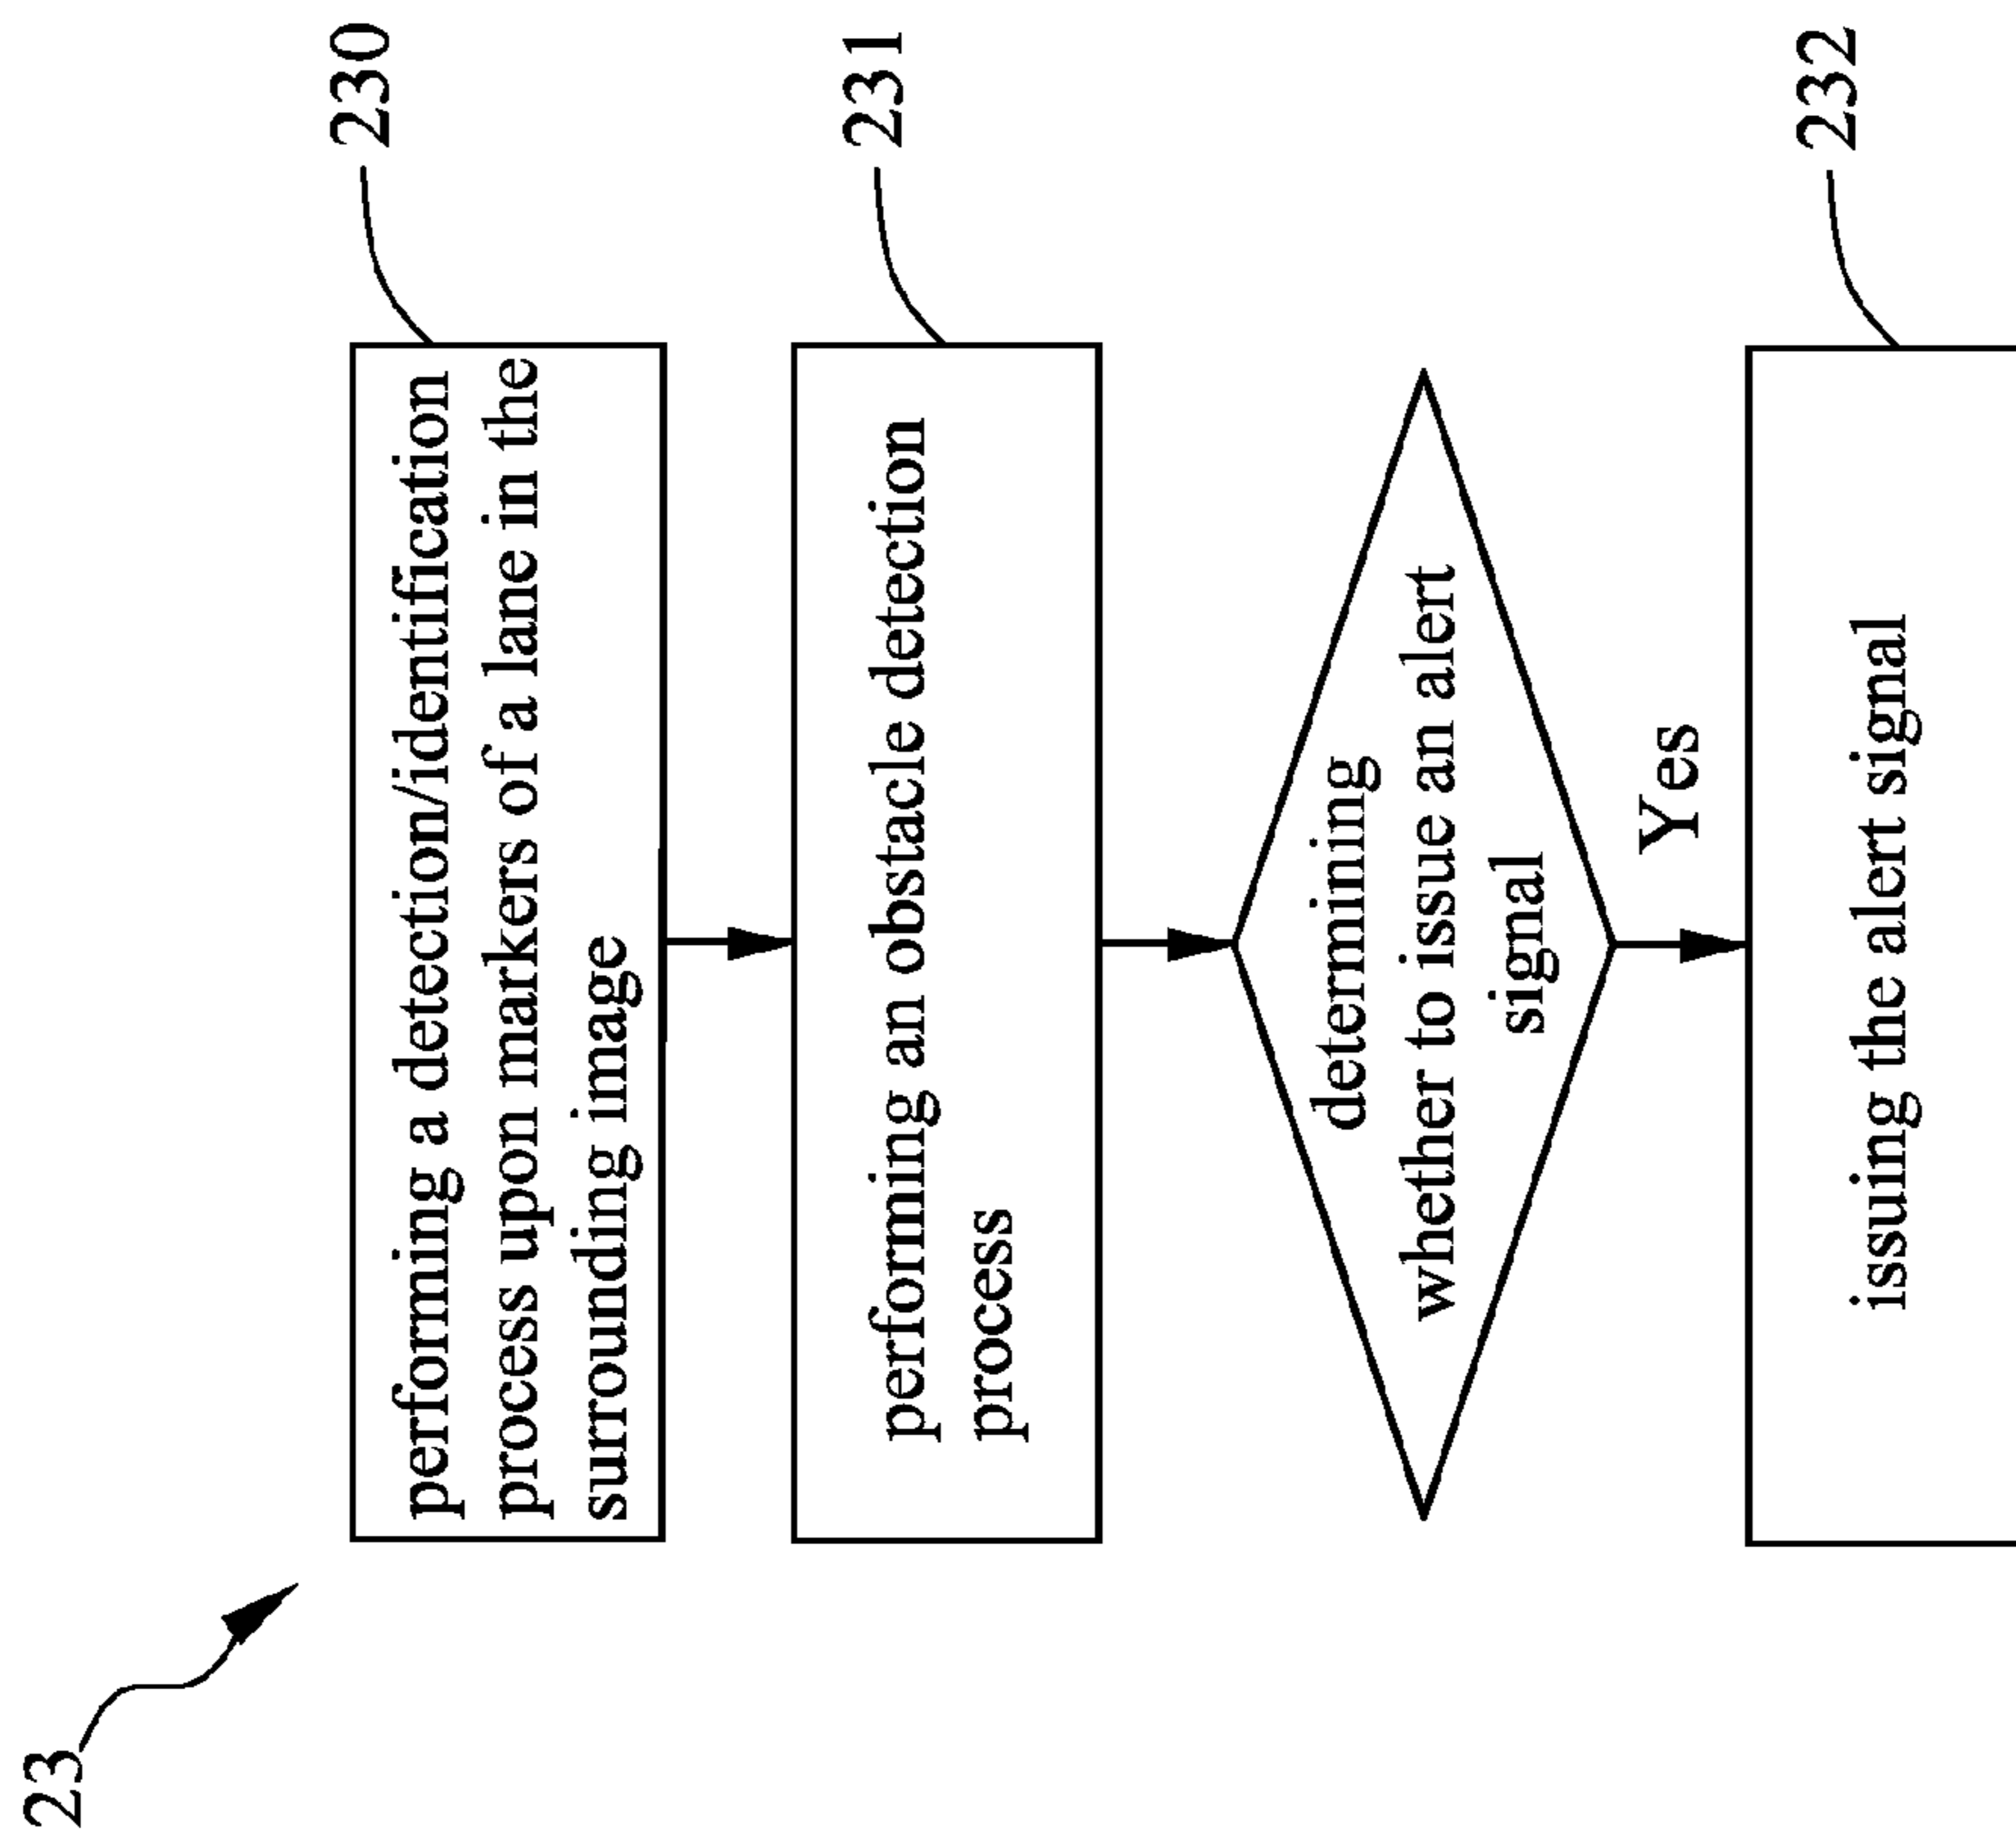 23
performing a detection/identification
process upon markers of a lane in the
surrounding image
230
performing an obstacle detection
process
231
determining
whether to issue an alert
signal
Yes
issuing the alert signal
232